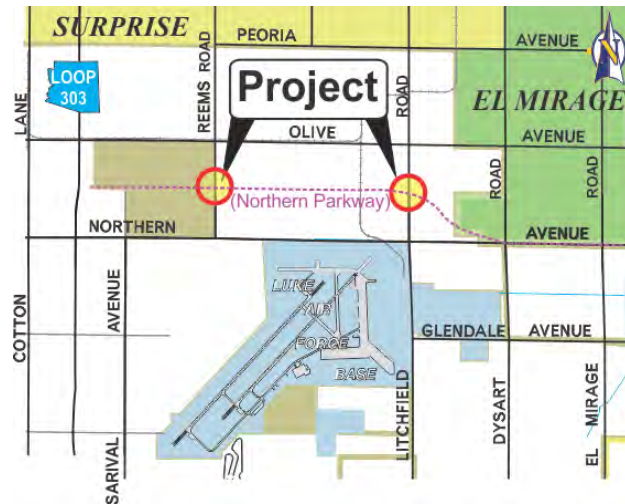 SURPRISE
PEORIA
AVENUE
N
LOOP
303
LANE
REEMS ROAD
Project
ROAD
EL MIRAGE
OLIVE
AVENUE
ROAD
ROAD
(Northern Parkway)
NORTHERN
AVENUE
LUKE
AIR
FORCE
BASE
AVENUE
GLENDALE AVENUE
COTTON
LITCHFIELD
DYSART
EL MIRAGE
SARIVAL